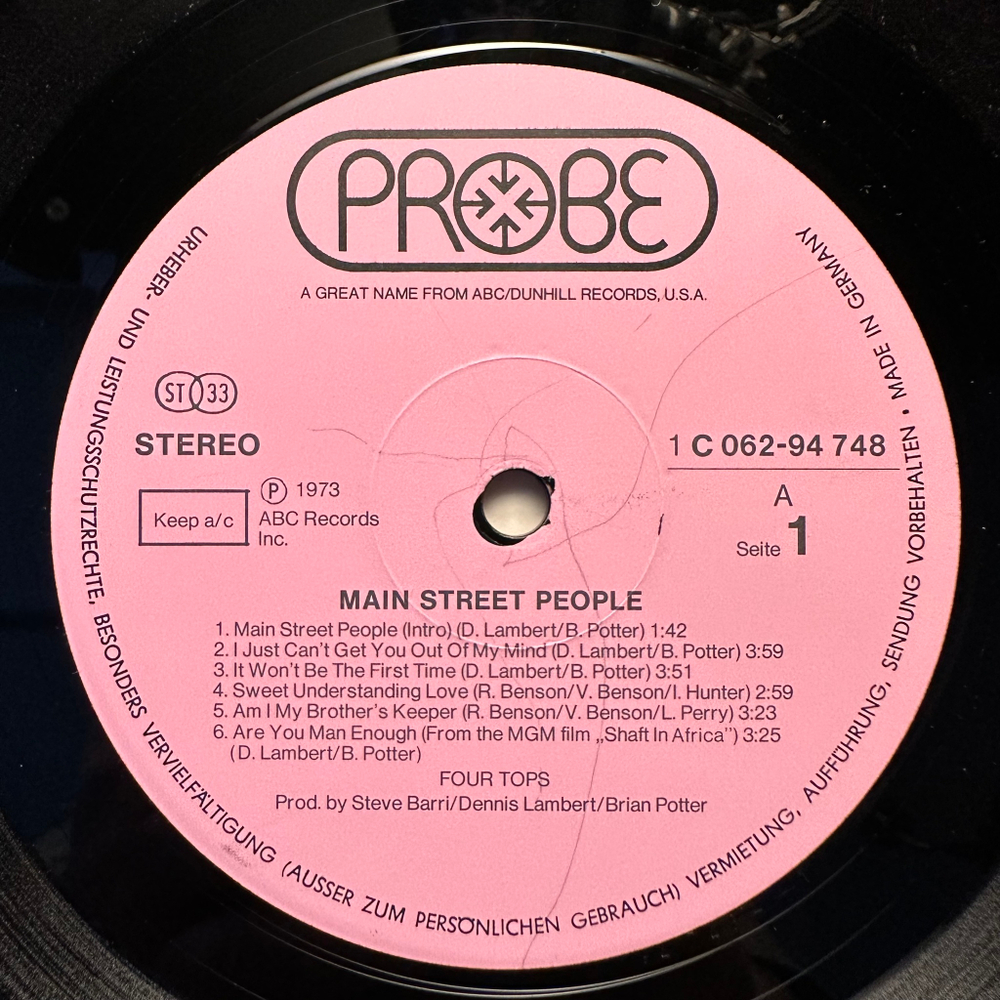 PROBE
A GREAT NAME FROM ABC/DUNHILL RECORDS, U.S.A.
ST 33
STEREO
Keep a/c
Ⓟ 1973
ABC Records
Inc.
1 C 062-94 748
A
Seite 1
MAIN STREET PEOPLE
1. Main Street People (Intro) (D. Lambert/B. Potter) 1:42
2. I Just Can't Get You Out Of My Mind (D. Lambert/B. Potter) 3:59
3. It Won't Be The First Time (D. Lambert/B. Potter) 3:51
4. Sweet Understanding Love (R. Benson/V. Benson/I. Hunter) 2:59
5. Am I My Brother's Keeper (R. Benson/V. Benson/L. Perry) 3:23
6. Are You Man Enough (From the MGM film „Shaft In Africa") 3:25
(D. Lambert/B. Potter)
FOUR TOPS
Prod. by Steve Barri/Dennis Lambert/Brian Potter
URHEBER- UND LEISTUNGSSCHUTZRECHTE, BESONDERS VERVIELFÄLTIGUNG (AUSSER ZUM PERSÖNLICHEN GEBRAUCH) VERMIETUNG, AUFFÜHRUNG, SENDUNG VORBEHALTEN • MADE IN GERMANY